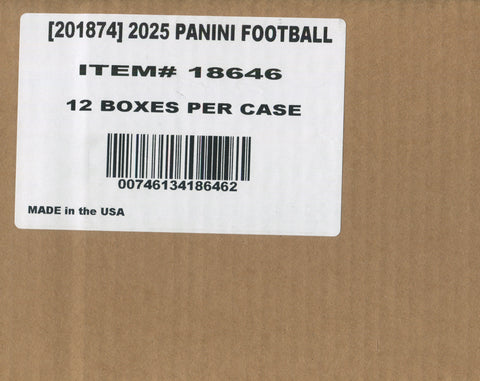 [201874] 2025 PANINI FOOTBALL
ITEM# 18646
12 BOXES PER CASE
00746134186462
MADE in the USA